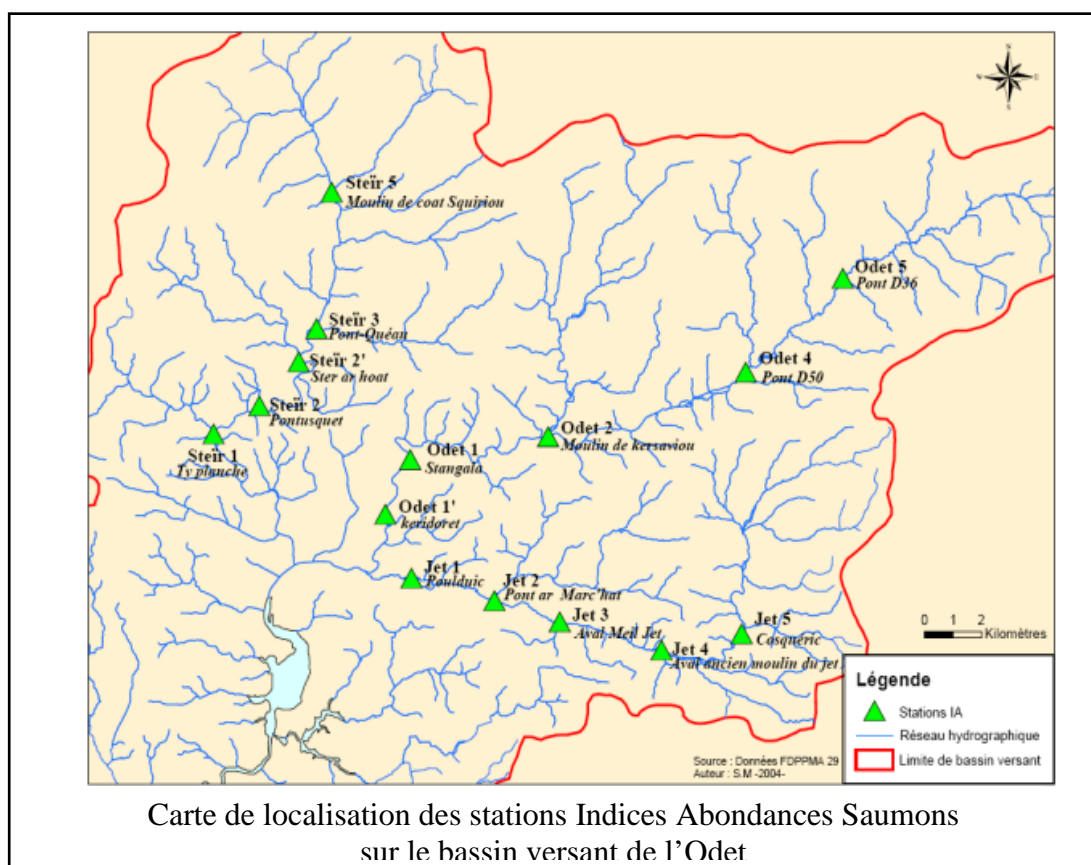 N
Steïr 5
Moulin de coat Squiriou
Odet 5
Pont D36
Steïr 3
Pont-Quéau
Steïr 2'
Ster ar hoat
Odet 4
Pont D50
Steïr 2
Pontusquet
Steïr 1
Ty planche
Odet 2
Moulin de kersaviou
Odet 1
Stangala
Odet 1'
keridoret
Jet 1
Poulduic
Jet 2
Pont ar Marc'hat
Jet 3
Aval Meil Jet
Jet 5
Cosquéric
Jet 4
Aval ancien moulin du jet
0 1 2
Kilomètres
Légende
Stations IA
Réseau hydrographique
Limite de bassin versant
Source : Données FDPPMA 29
Auteur : S.M -2004-
Carte de localisation des stations Indices Abondances Saumons
sur le bassin versant de l'Odet